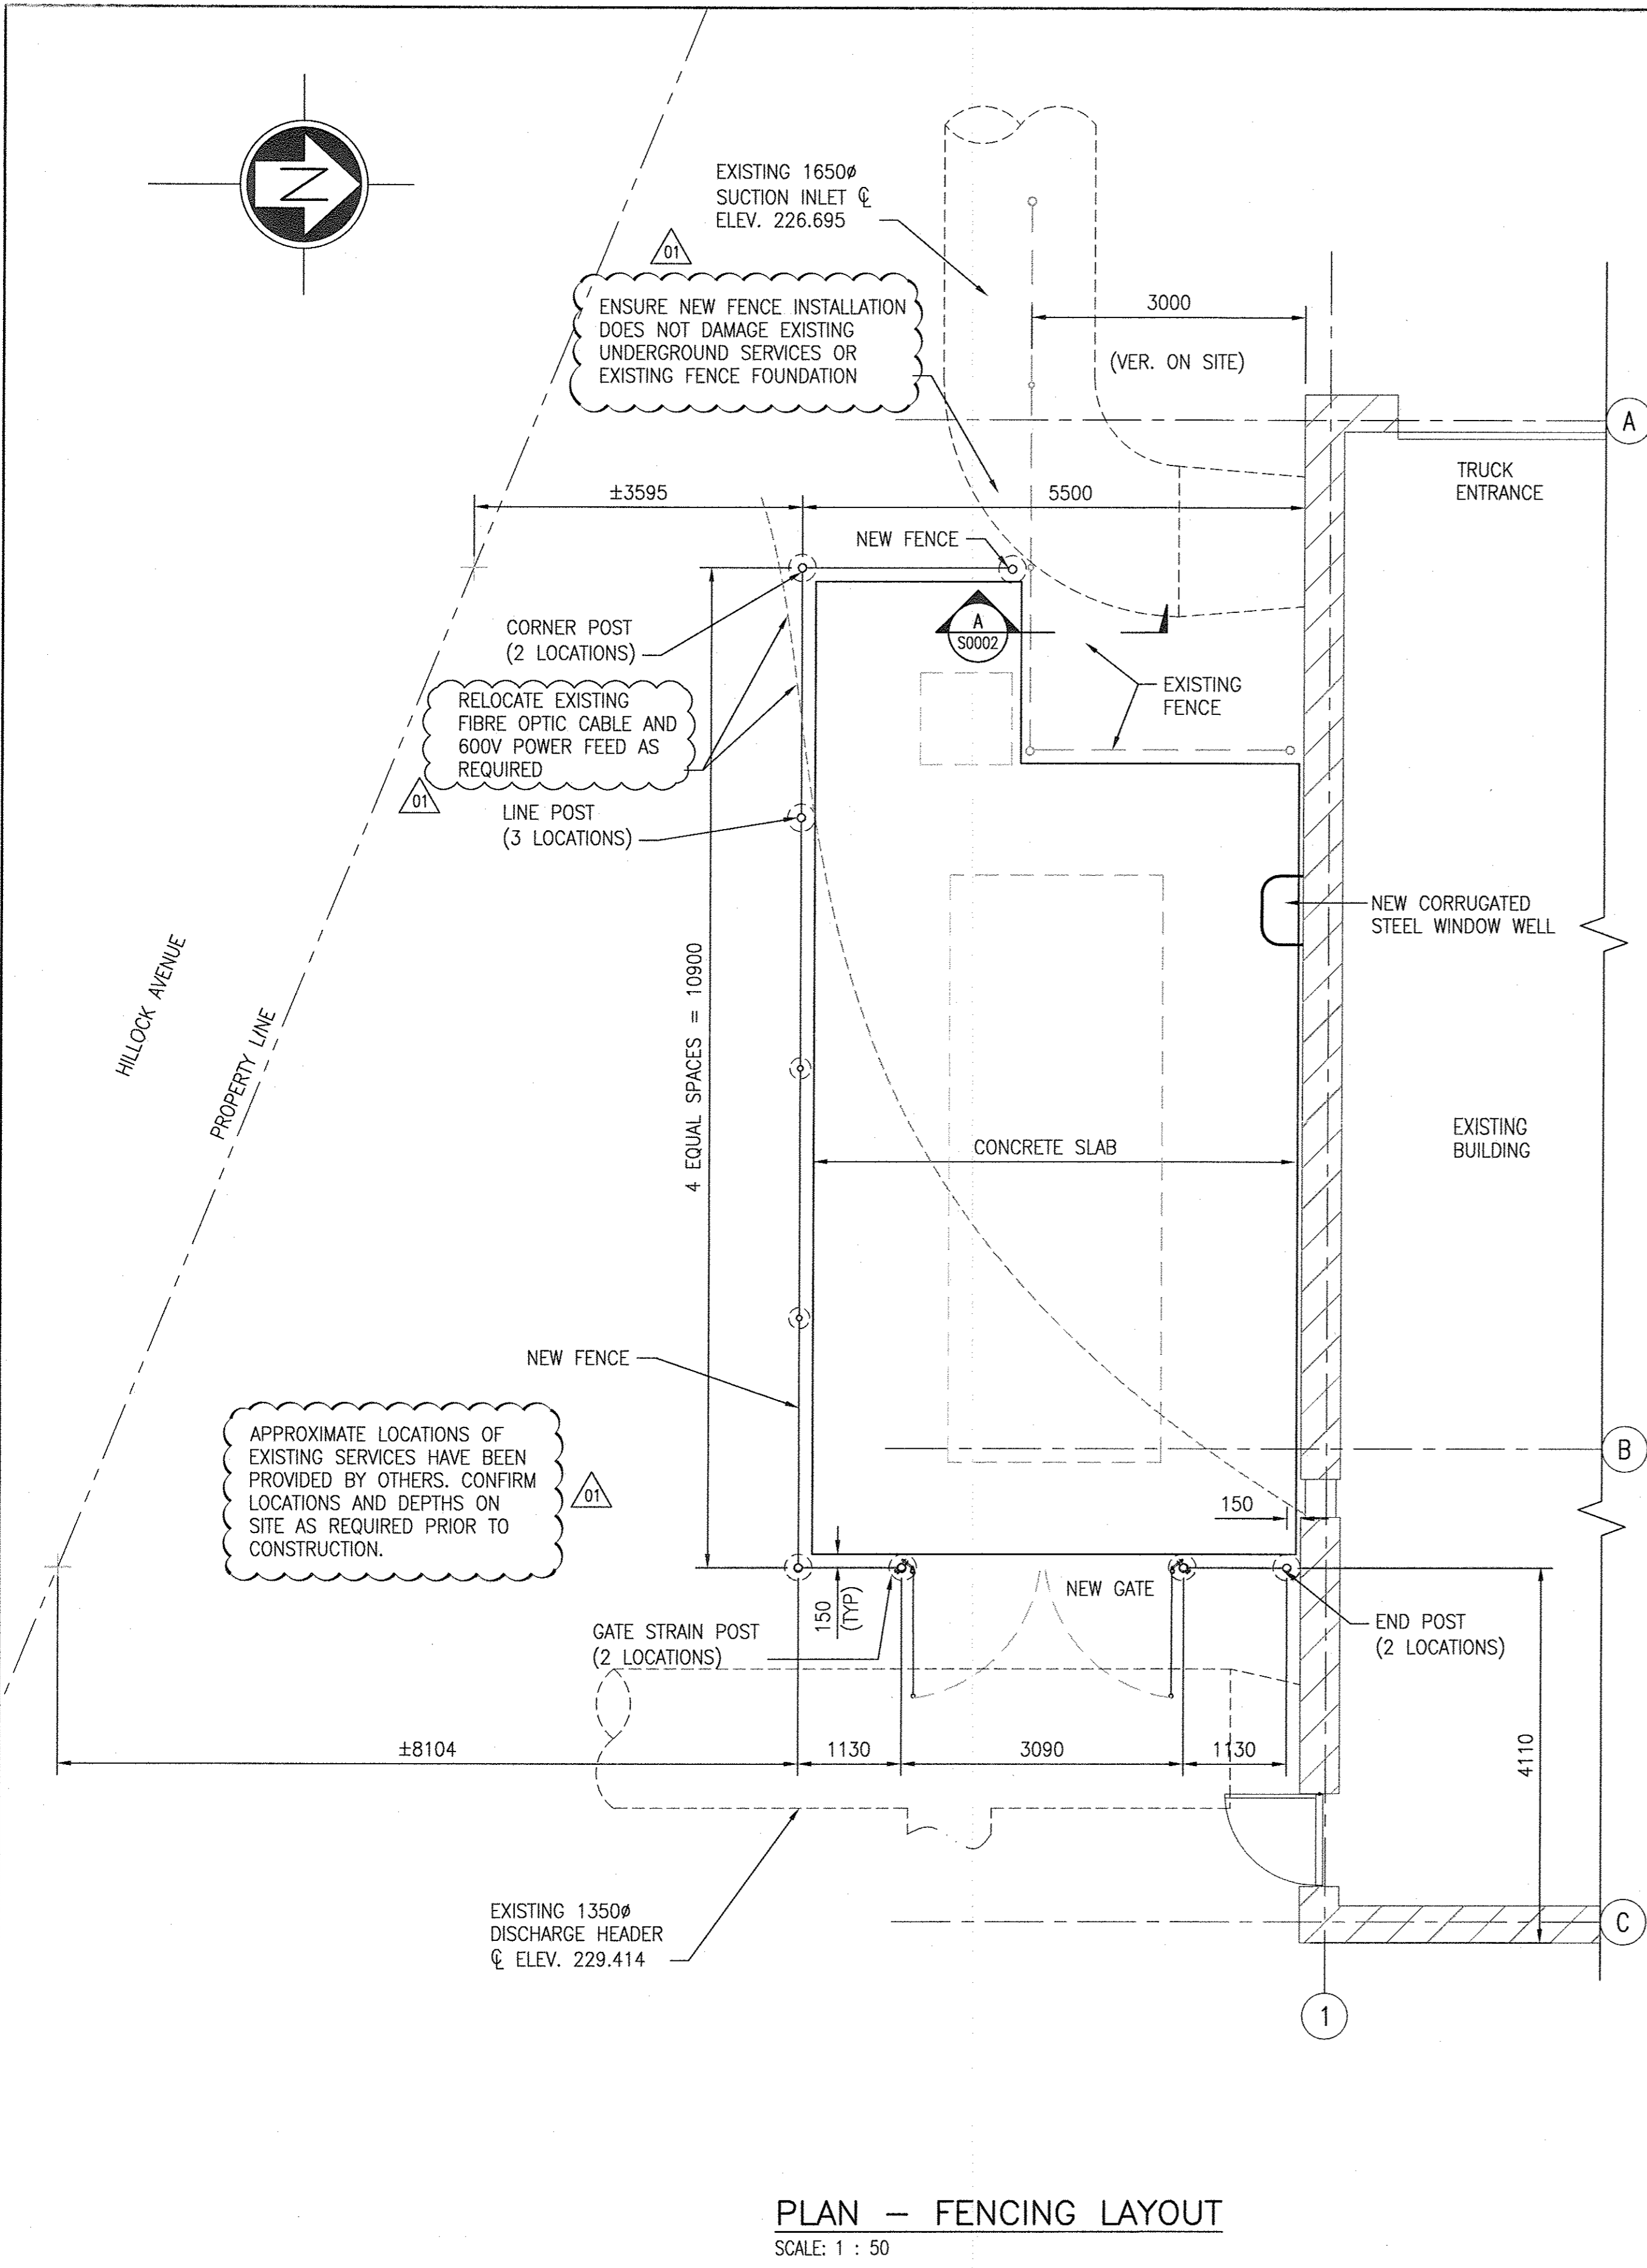 N
EXISTING 1650ø
SUCTION INLET ℄
ELEV. 226.695
01
ENSURE NEW FENCE INSTALLATION
DOES NOT DAMAGE EXISTING
UNDERGROUND SERVICES OR
EXISTING FENCE FOUNDATION
3000
(VER. ON SITE)
A
TRUCK
ENTRANCE
±3595
5500
NEW FENCE
CORNER POST
(2 LOCATIONS)
A
S0002
RELOCATE EXISTING
FIBRE OPTIC CABLE AND
600V POWER FEED AS
REQUIRED
01
EXISTING
FENCE
LINE POST
(3 LOCATIONS)
NEW CORRUGATED
STEEL WINDOW WELL
HILLOCK AVENUE
PROPERTY LINE
4 EQUAL SPACES = 10900
CONCRETE SLAB
EXISTING
BUILDING
NEW FENCE
APPROXIMATE LOCATIONS OF
EXISTING SERVICES HAVE BEEN
PROVIDED BY OTHERS. CONFIRM
LOCATIONS AND DEPTHS ON
SITE AS REQUIRED PRIOR TO
CONSTRUCTION.
01
B
150
150
(TYP)
NEW GATE
GATE STRAIN POST
(2 LOCATIONS)
END POST
(2 LOCATIONS)
±8104
1130
3090
1130
4110
EXISTING 1350ø
DISCHARGE HEADER
℄ ELEV. 229.414
C
1
PLAN – FENCING LAYOUT
SCALE: 1 : 50